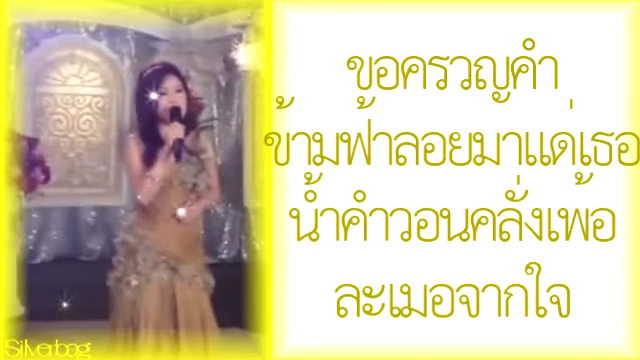 ขอครวญคำ
ข้ามฟ้าลอยมาแด่เธอ
น้ำคำวอนคลั่งเพ้อ
ละเมอจากใจ
Silverbag